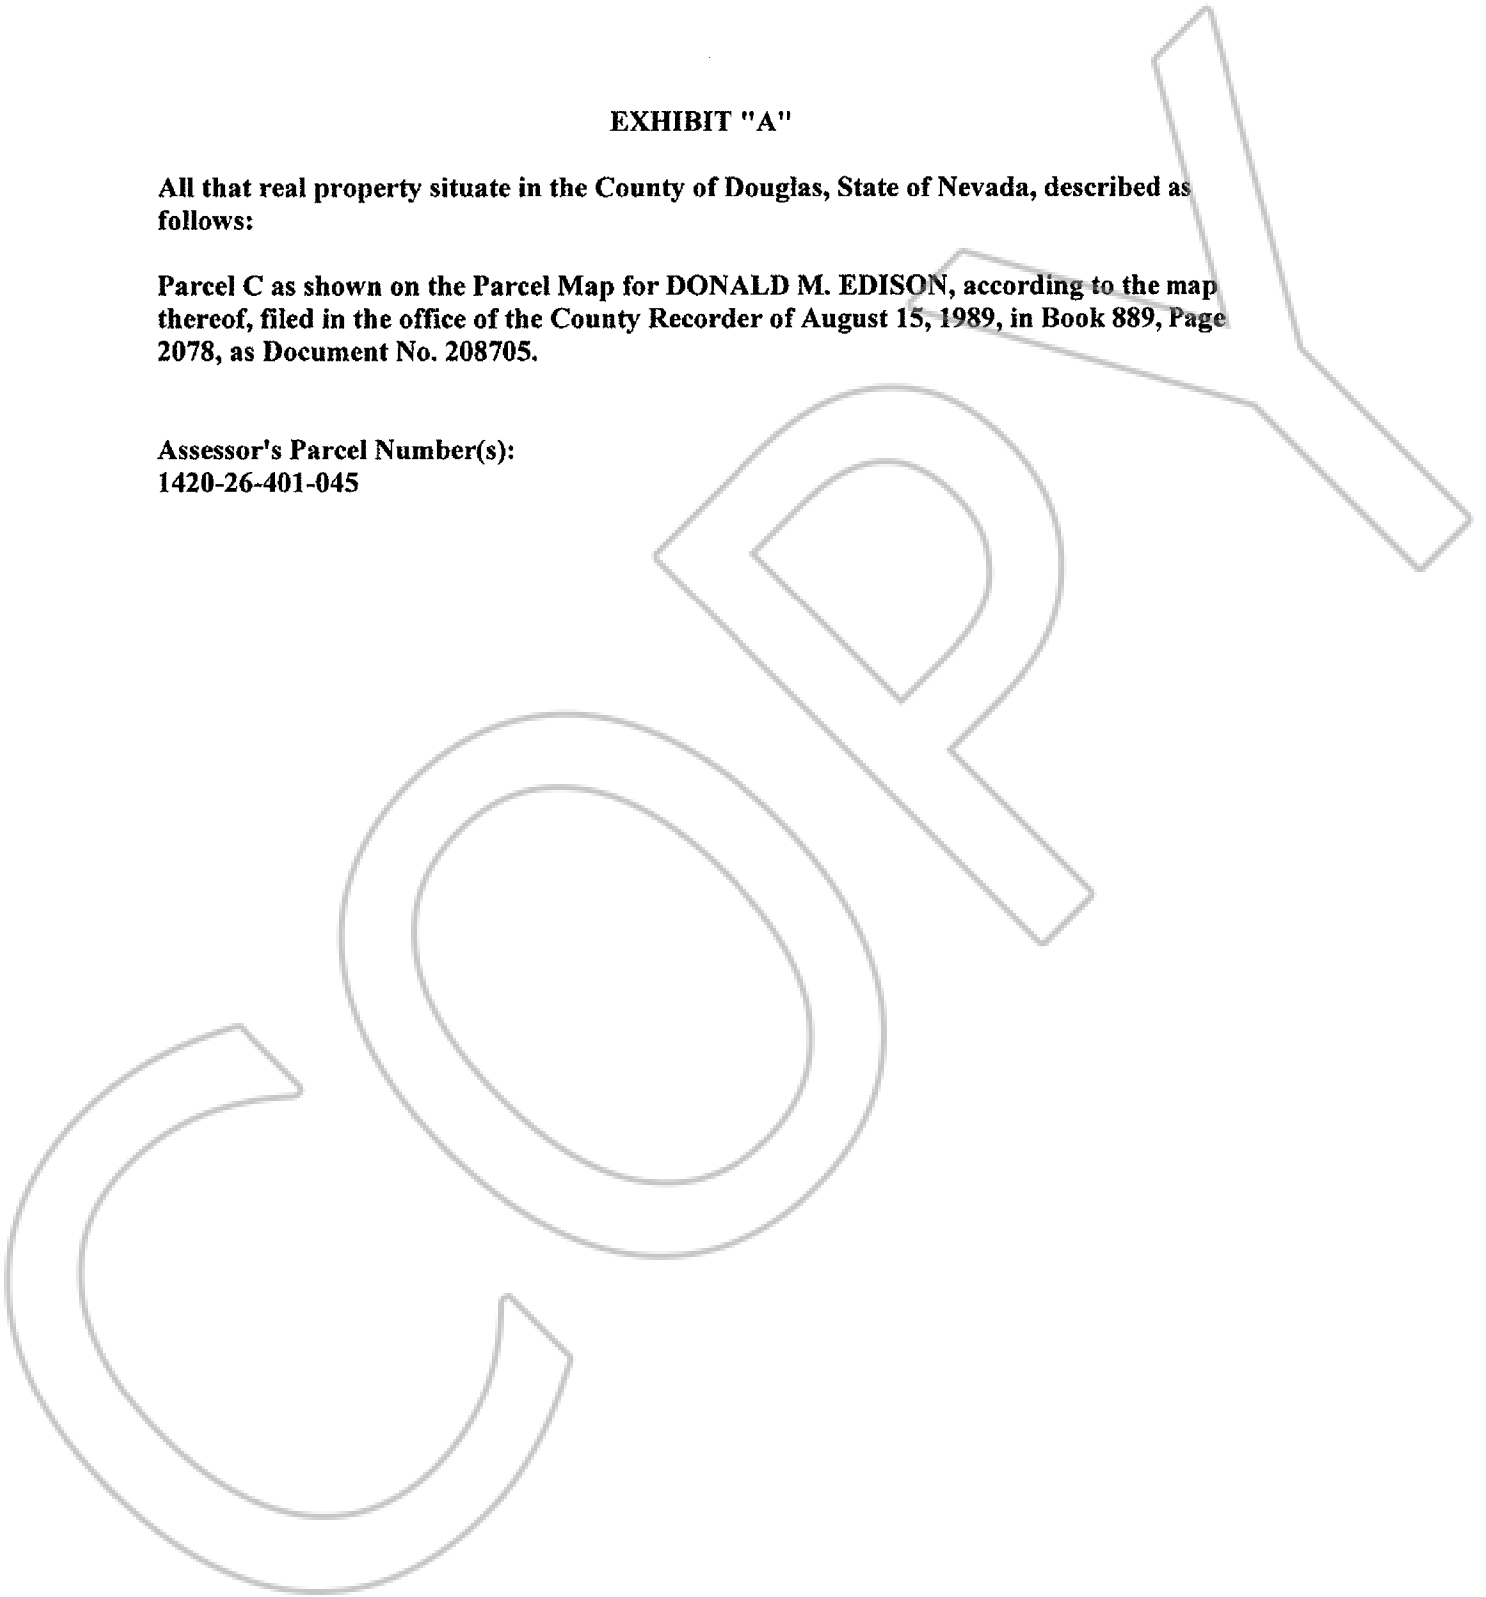 EXHIBIT "A"
All that real property situate in the County of Douglas, State of Nevada, described as
follows:
Parcel C as shown on the Parcel Map for DONALD M. EDISON, according to the map
thereof, filed in the office of the County Recorder of August 15, 1989, in Book 889, Page
2078, as Document No. 208705.
Assessor's Parcel Number(s):
1420-26-401-045
COPY